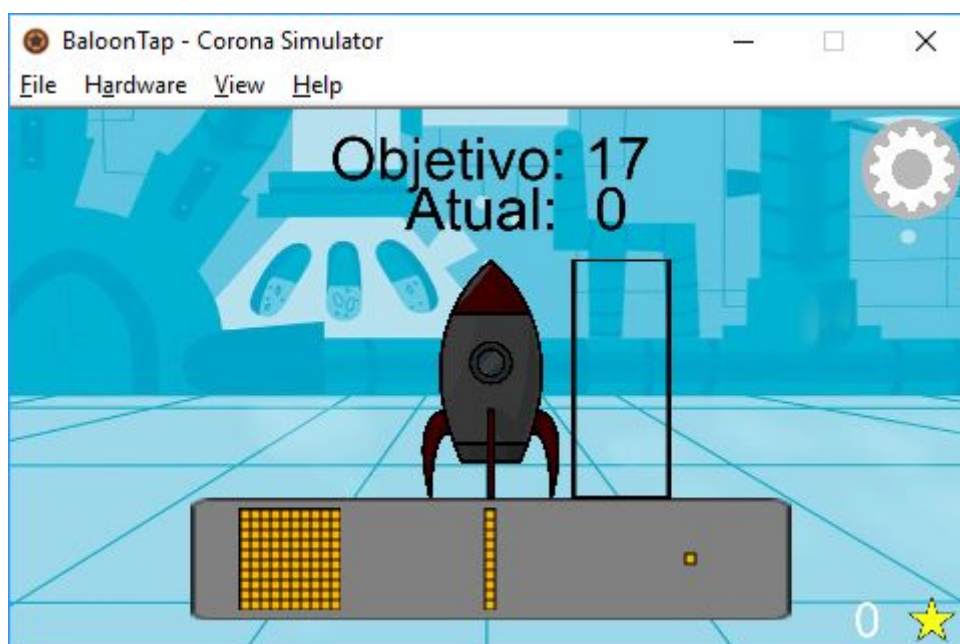 BaloonTap - Corona Simulator
File Hardware View Help
Objetivo: 17
Atual: 0
0